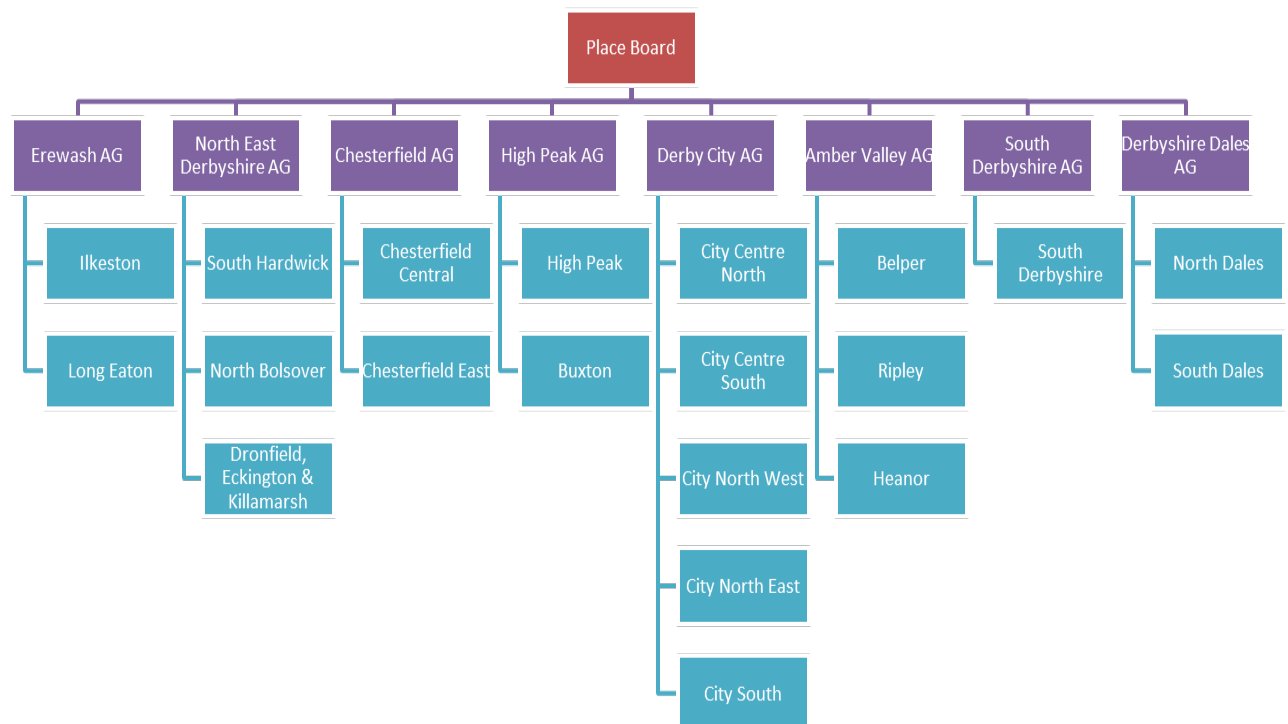 Place Board
Erewash AG
North East
Derbyshire AG
Chesterfield AG
High Peak AG
Derby City AG
Amber Valley AG
South
Derbyshire AG
Derbyshire Dales
AG
Ilkeston
Long Eaton
South Hardwick
North Bolsover
Dronfield,
Eckington &
Killamarsh
Chesterfield
Central
Chesterfield East
High Peak
Buxton
City Centre
North
City Centre
South
City North West
City North East
City South
Belper
Ripley
Heanor
South
Derbyshire
North Dales
South Dales